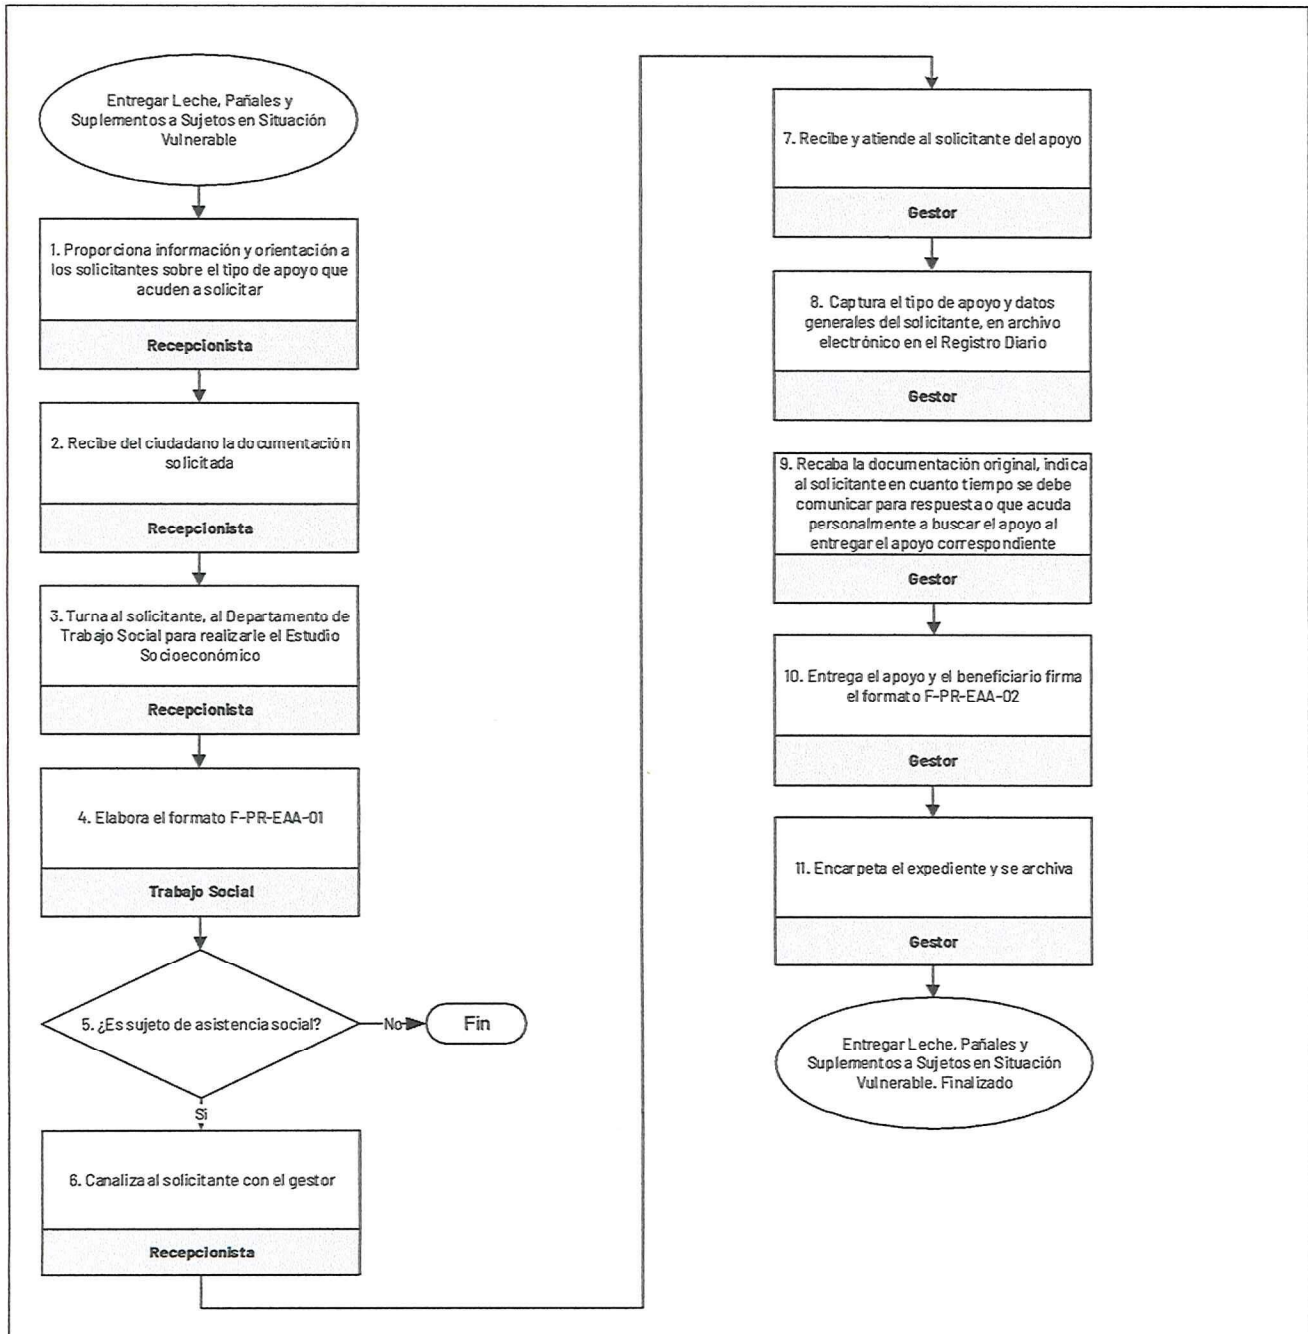 Entregar Leche, Pañales y
Suplementos a Sujetos en Situación
Vulnerable
1. Proporciona información y orientación a
los solicitantes sobre el tipo de apoyo que
acuden a solicitar
Recepcionista
2. Recibe del ciudadano la documentación
solicitada
Recepcionista
3. Turna al solicitante, al Departamento de
Trabajo Social para realizarle el Estudio
Socioeconómico
Recepcionista
4. Elabora el formato F-PR-EAA-01
Trabajo Social
5. ¿Es sujeto de asistencia social?
No
Fin
Si
6. Canaliza al solicitante con el gestor
Recepcionista
7. Recibe y atiende al solicitante del apoyo
Gestor
8. Captura el tipo de apoyo y datos
generales del solicitante, en archivo
electrónico en el Registro Diario
Gestor
9. Recaba la documentación original, indica
al solicitante en cuanto tiempo se debe
comunicar para respuesta o que acuda
personalmente a buscar el apoyo al
entregar el apoyo correspondiente
Gestor
10. Entrega el apoyo y el beneficiario firma
el formato F-PR-EAA-02
Gestor
11. Encarpeta el expediente y se archiva
Gestor
Entregar Leche, Pañales y
Suplementos a Sujetos en Situación
Vulnerable. Finalizado